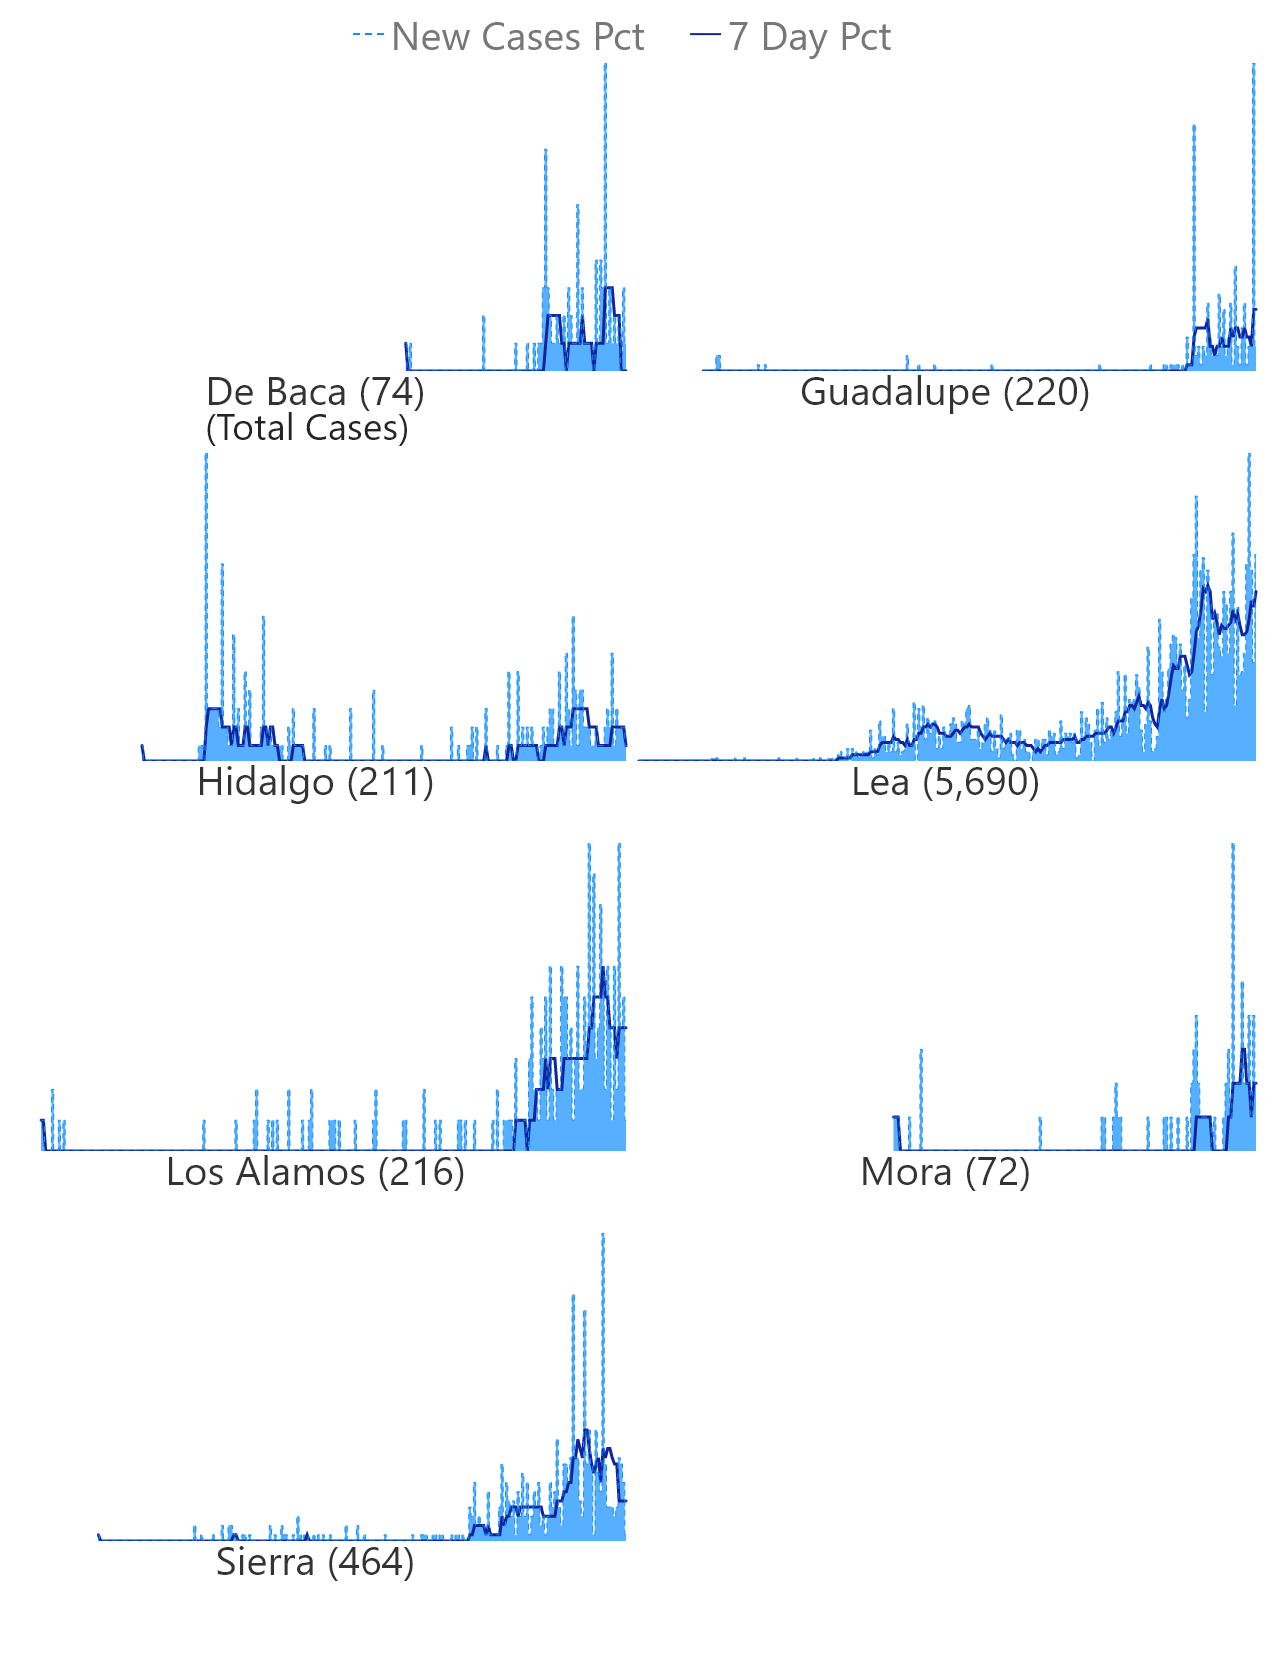 New Cases Pct 7 Day Pct
De Baca (74) Guadalupe (220)
(Total Cases)
Hidalgo (211) Lea (5,690)
Los Alamos (216) Mora (72)
Sierra (464)